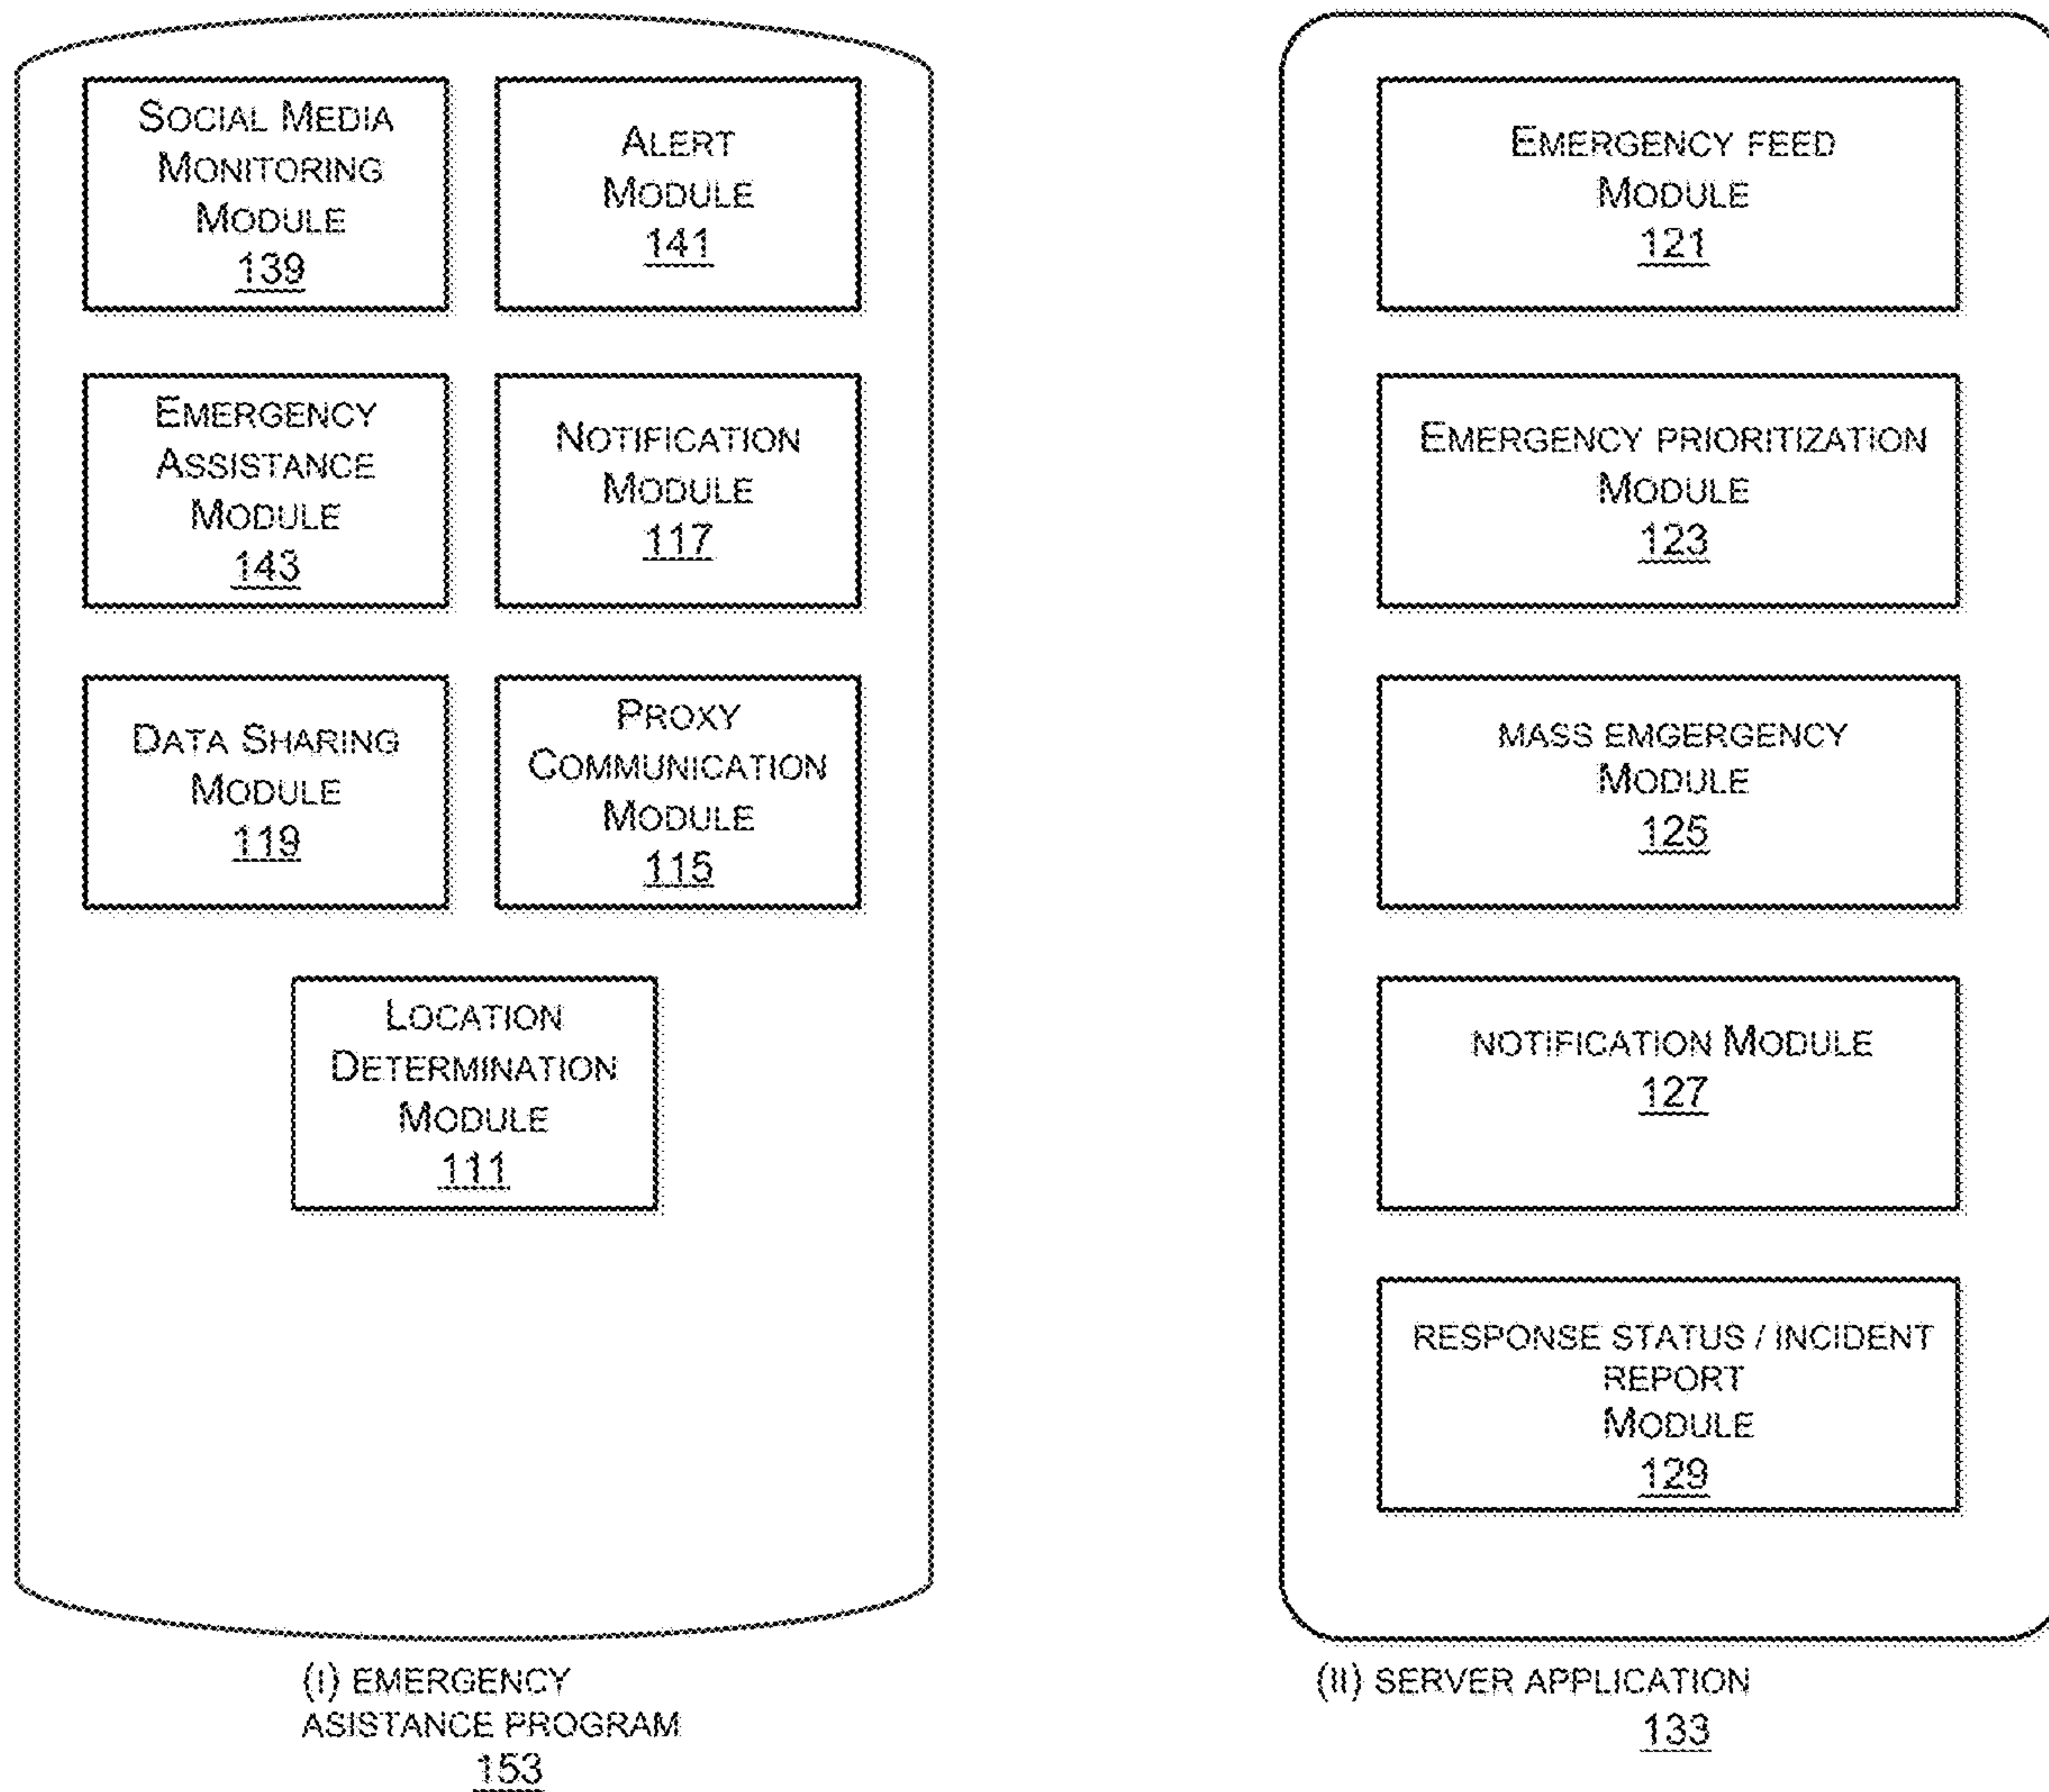 SOCIAL MEDIA
MONITORING
MODULE
139
ALERT
MODULE
141
EMERGENCY
ASSISTANCE
MODULE
143
NOTIFICATION
MODULE
117
DATA SHARING
MODULE
119
PROXY
COMMUNICATION
MODULE
115
LOCATION
DETERMINATION
MODULE
111
(I) EMERGENCY
ASISTANCE PROGRAM
153
EMERGENCY FEED
MODULE
121
EMERGENCY PRIORITIZATION
MODULE
123
MASS EMGERGENCY
MODULE
125
NOTIFICATION MODULE
127
RESPONSE STATUS / INCIDENT
REPORT
MODULE
129
(II) SERVER APPLICATION
133